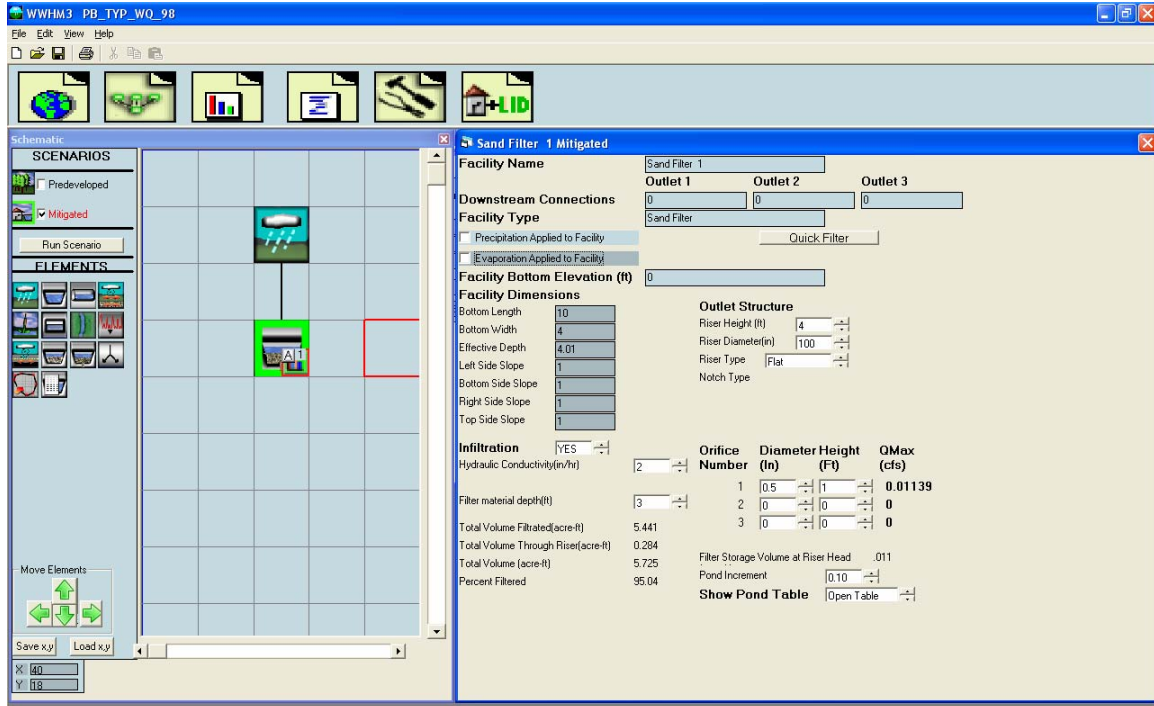 WWHM3 PB_TYP_WQ_98
File Edit View Help
+LID
Schematic
SCENARIOS
Predeveloped
Mitigated
Run Scenario
ELEMENTS
A 1
Move Elements
Save x,y Load x,y
X 40
Y 18
Sand Filter 1 Mitigated
Facility Name Sand Filter 1
Outlet 1 Outlet 2 Outlet 3
Downstream Connections 0 0 0
Facility Type Sand Filter
Precipitation Applied to Facility Quick Filter
Evaporation Applied to Facility
Facility Bottom Elevation (ft) 0
Facility Dimensions
Bottom Length 10
Bottom Width 4
Effective Depth 4.01
Left Side Slope 1
Bottom Side Slope 1
Right Side Slope 1
Top Side Slope 1
Outlet Structure
Riser Height (ft) 4
Riser Diameter(in) 100
Riser Type Flat
Notch Type
Infiltration YES
Hydraulic Conductivity(in/hr) 2
Filter material depth(ft) 3
Total Volume Filtrated(acre-ft) 5.441
Total Volume Through Riser(acre-ft) 0.284
Total Volume (acre-ft) 5.725
Percent Filtered 95.04
Orifice Diameter Height QMax
Number (In) (Ft) (cfs)
1 0.5 1 0.01139
2 0 0 0
3 0 0 0
Filter Storage Volume at Riser Head .011
Pond Increment 0.10
Show Pond Table Open Table